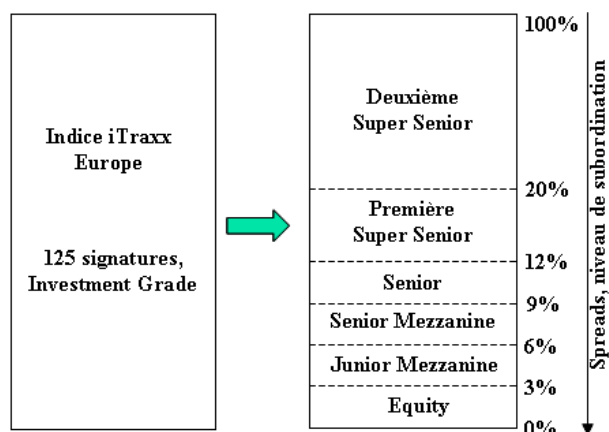 Indice iTraxx
Europe
125 signatures,
Investment Grade
100%
Deuxième
Super Senior
20%
Première
Super Senior
12%
Senior
9%
Senior Mezzanine
6%
Junior Mezzanine
3%
Equity
0%
Spreads, niveau de subordination